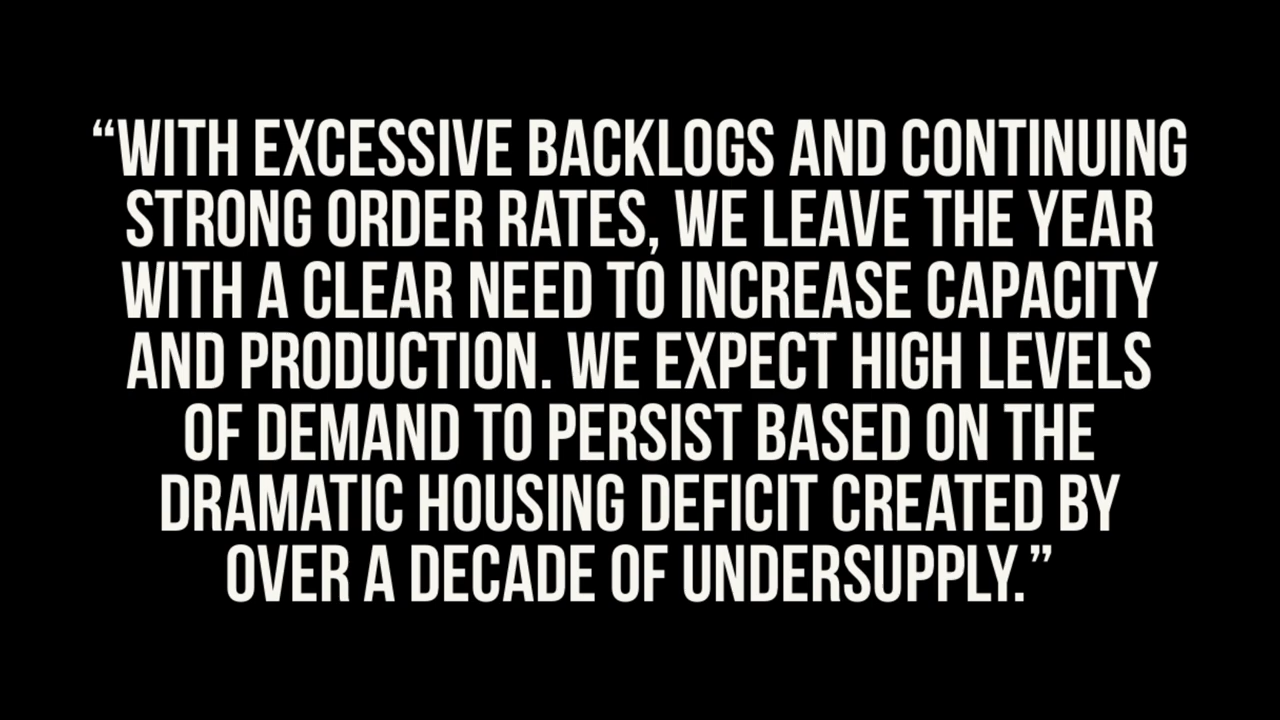 “WITH EXCESSIVE BACKLOGS AND CONTINUING
STRONG ORDER RATES, WE LEAVE THE YEAR
WITH A CLEAR NEED TO INCREASE CAPACITY
AND PRODUCTION. WE EXPECT HIGH LEVELS
OF DEMAND TO PERSIST BASED ON THE
DRAMATIC HOUSING DEFICIT CREATED BY
OVER A DECADE OF UNDERSUPPLY.”